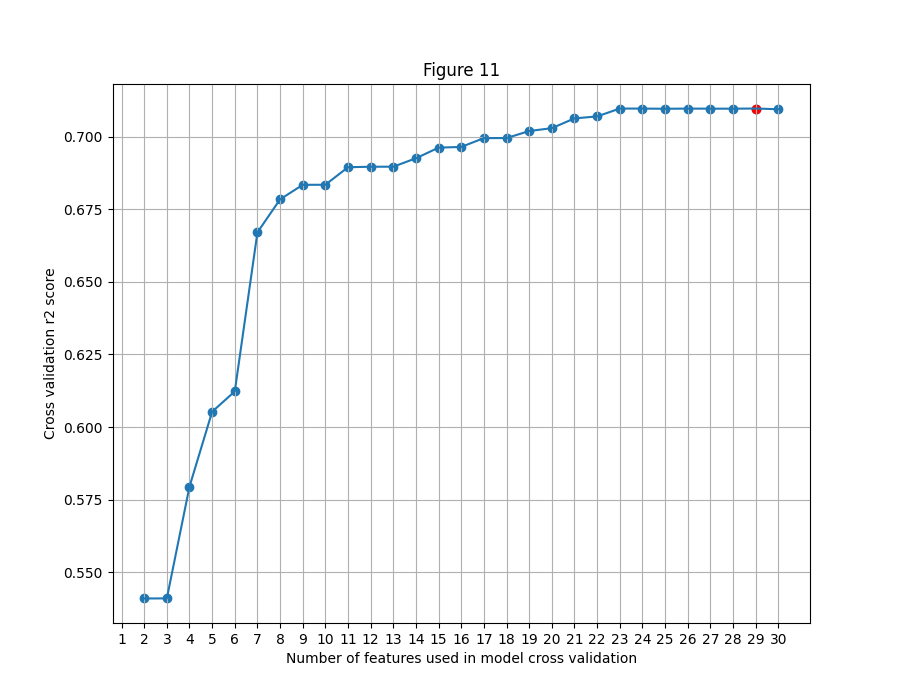 Figure 11
Cross validation r2 score
0.700
0.675
0.650
0.625
0.600
0.575
0.550
1 2 3 4 5 6 7 8 9 10 11 12 13 14 15 16 17 18 19 20 21 22 23 24 25 26 27 28 29 30
Number of features used in model cross validation